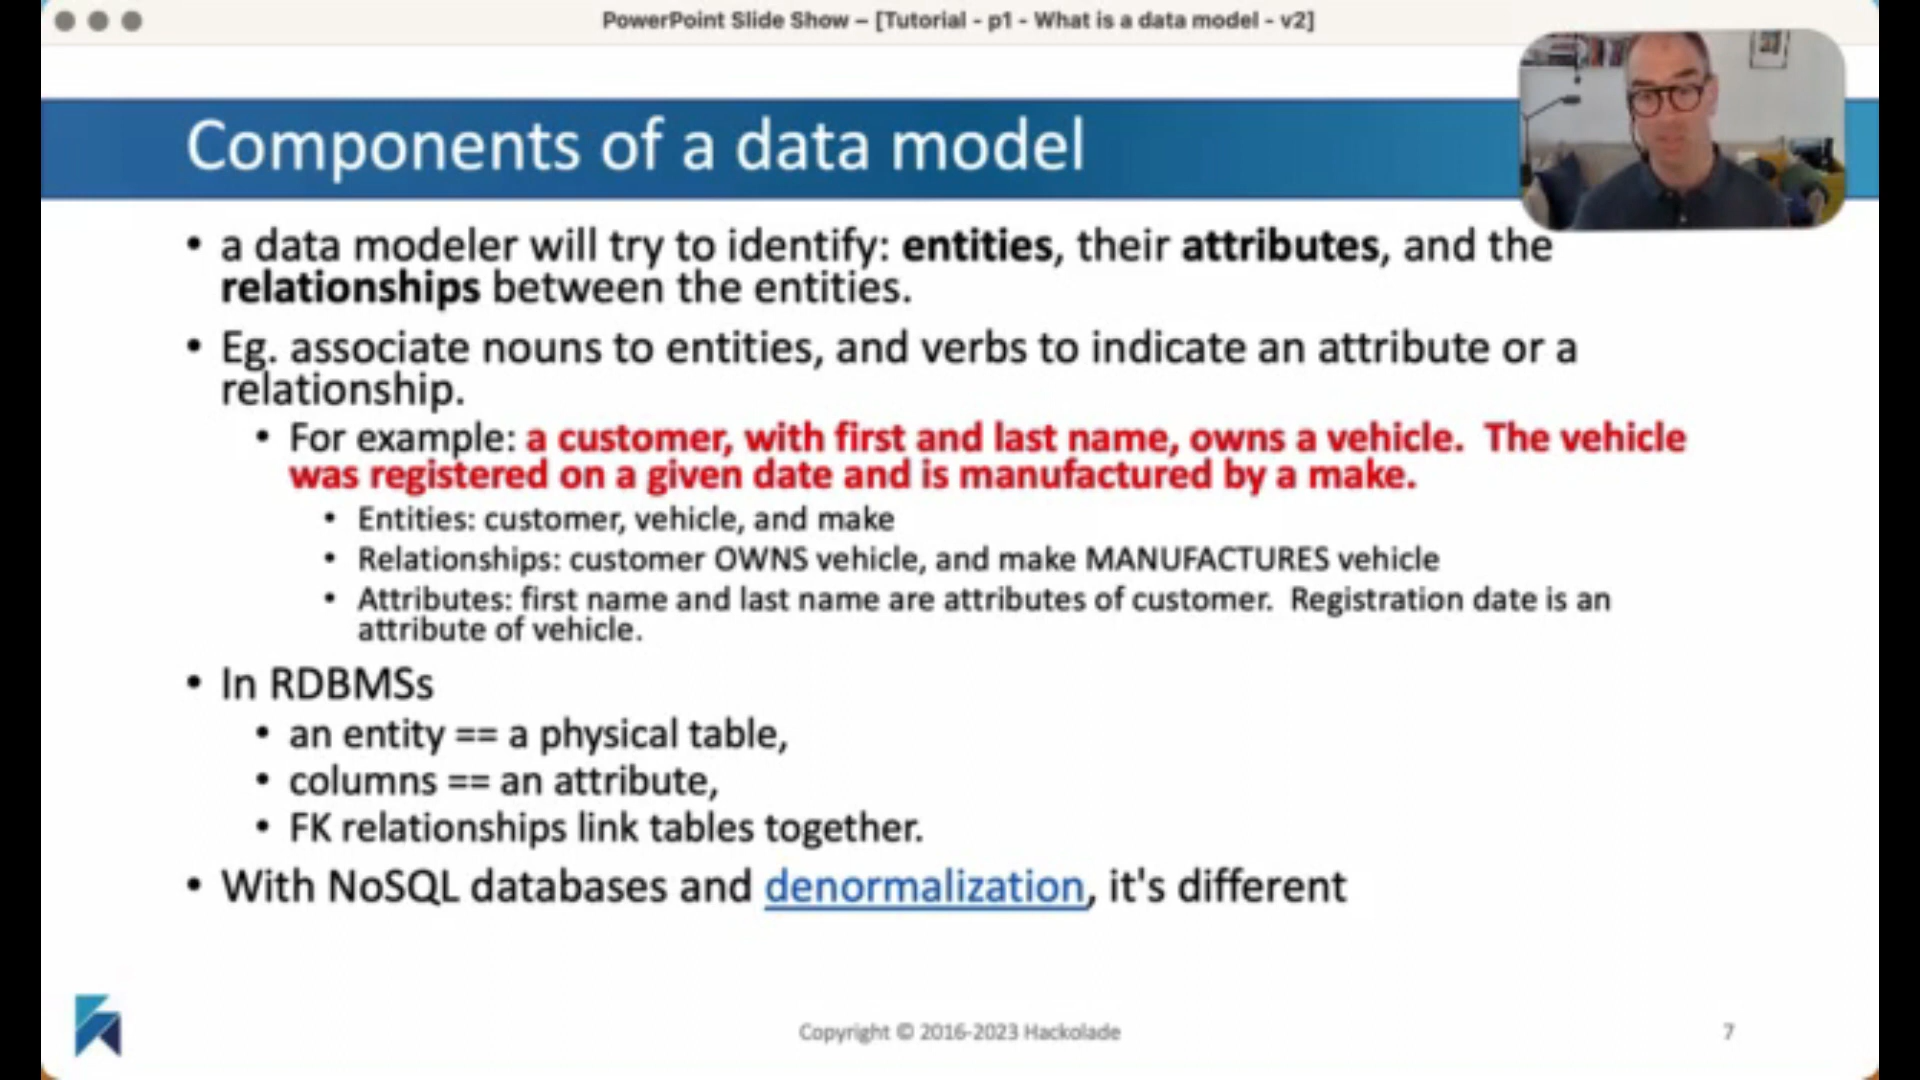 PowerPoint Slide Show – [Tutorial - p1 - What is a data model - v2]
Components of a data model
• a data modeler will try to identify: entities, their attributes, and the
relationships between the entities.
• Eg. associate nouns to entities, and verbs to indicate an attribute or a
relationship.
• For example: a customer, with first and last name, owns a vehicle.  The vehicle
was registered on a given date and is manufactured by a make.
• Entities: customer, vehicle, and make
• Relationships: customer OWNS vehicle, and make MANUFACTURES vehicle
• Attributes: first name and last name are attributes of customer.  Registration date is an
attribute of vehicle.
• In RDBMSs
• an entity == a physical table,
• columns == an attribute,
• FK relationships link tables together.
• With NoSQL databases and denormalization, it's different
Copyright © 2016-2023 Hackolade
7